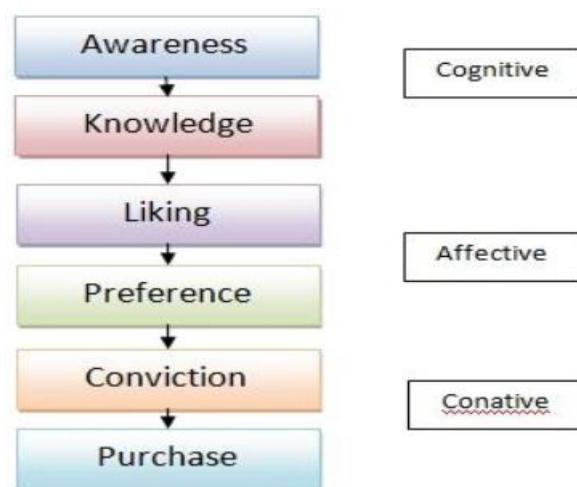 Awareness
Cognitive
Knowledge
Liking
Affective
Preference
Conviction
Conative
Purchase